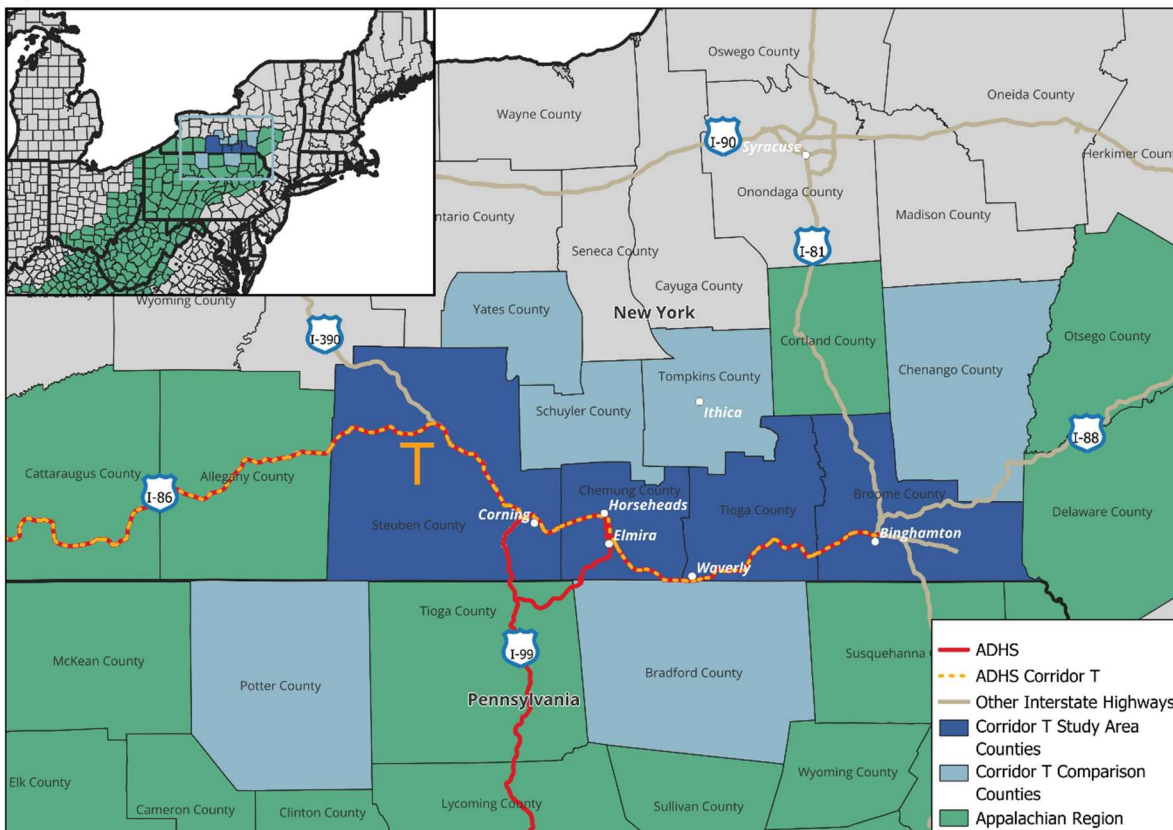 Oswego County
Oneida County
Wayne County
I-90
Syracuse
Herkimer County
Onondaga County
Madison County
ntario County
Seneca County
I-81
Cayuga County
Wyoming County
New York
Yates County
Otsego County
I-390
Cortland County
Chenango County
Tompkins County
Ithica
Schuyler County
I-88
T
Cattaraugus County
Allegany County
I-86
Chemung County
Broome County
Horseheads
Tioga County
Delaware County
Corning
Steuben County
Elmira
Binghamton
Waverly
Tioga County
McKean County
I-99
Bradford County
Susquehanna
Potter County
Pennsylvania
Elk County
Wyoming County
Cameron County
Clinton County
Lycoming County
Sullivan County
ADHS
ADHS Corridor T
Other Interstate Highways
Corridor T Study Area
Counties
Corridor T Comparison
Counties
Appalachian Region